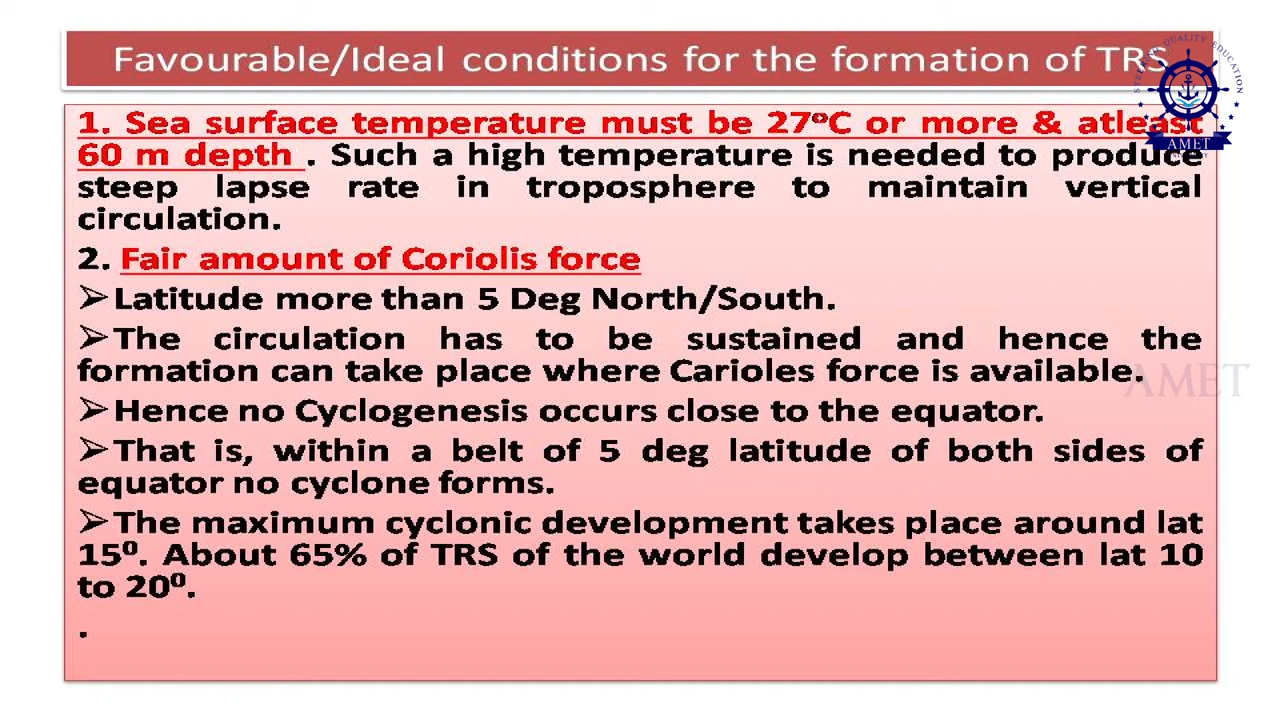 Favourable/Ideal conditions for the formation of TRS
1. Sea surface temperature must be 27°C or more & atleast
60 m depth . Such a high temperature is needed to produce
steep lapse rate in troposphere to maintain vertical
circulation.
2. Fair amount of Coriolis force
➢Latitude more than 5 Deg North/South.
➢The circulation has to be sustained and hence the
formation can take place where Carioles force is available.
➢Hence no Cyclogenesis occurs close to the equator.
➢That is, within a belt of 5 deg latitude of both sides of
equator no cyclone forms.
➢The maximum cyclonic development takes place around lat
15⁰. About 65% of TRS of the world develop between lat 10
to 20⁰.
.
QUALITY EDUCATION
AMET
AMET